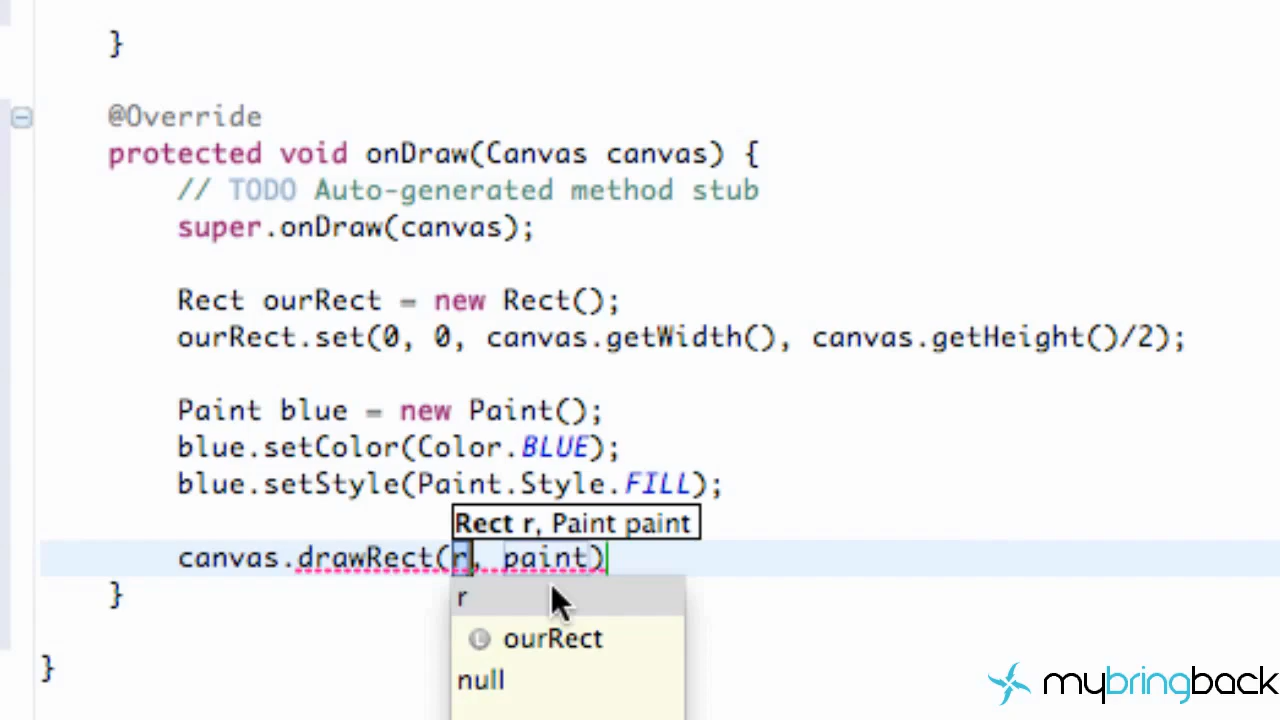 }
@Override
protected void onDraw(Canvas canvas) {
// TODO Auto-generated method stub
super.onDraw(canvas);
Rect ourRect = new Rect();
ourRect.set(0, 0, canvas.getWidth(), canvas.getHeight()/2);
Paint blue = new Paint();
blue.setColor(Color.BLUE);
blue.setStyle(Paint.Style.FILL);
Rect r, Paint paint
canvas.drawRect(r, paint)
}
r
L ourRect
null
}
mybringback